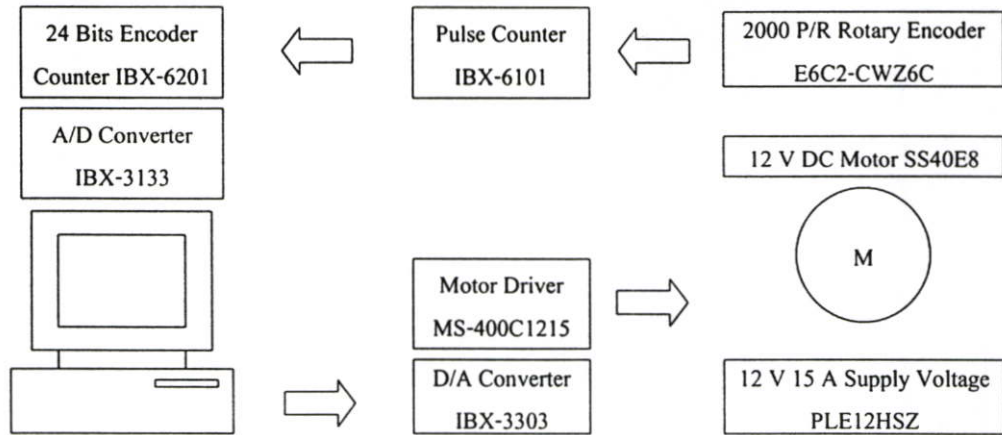 24 Bits Encoder
Counter IBX-6201
Pulse Counter
IBX-6101
2000 P/R Rotary Encoder
E6C2-CWZ6C
A/D Converter
IBX-3133
12 V DC Motor SS40E8
M
Motor Driver
MS-400C1215
D/A Converter
IBX-3303
12 V 15 A Supply Voltage
PLE12HSZ